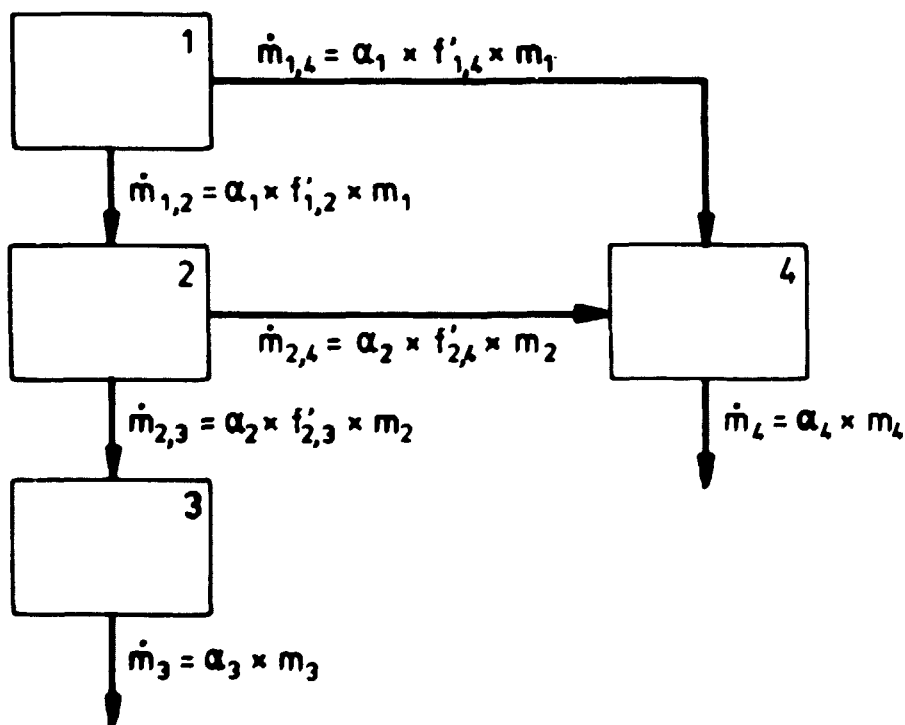 1
ṁ₁,₄ = α₁ × f′₁,₄ × m₁
ṁ₁,₂ = α₁ × f′₁,₂ × m₁
2
4
ṁ₂,₄ = α₂ × f′₂,₄ × m₂
ṁ₂,₃ = α₂ × f′₂,₃ × m₂
ṁ₄ = α₄ × m₄
3
ṁ₃ = α₃ × m₃